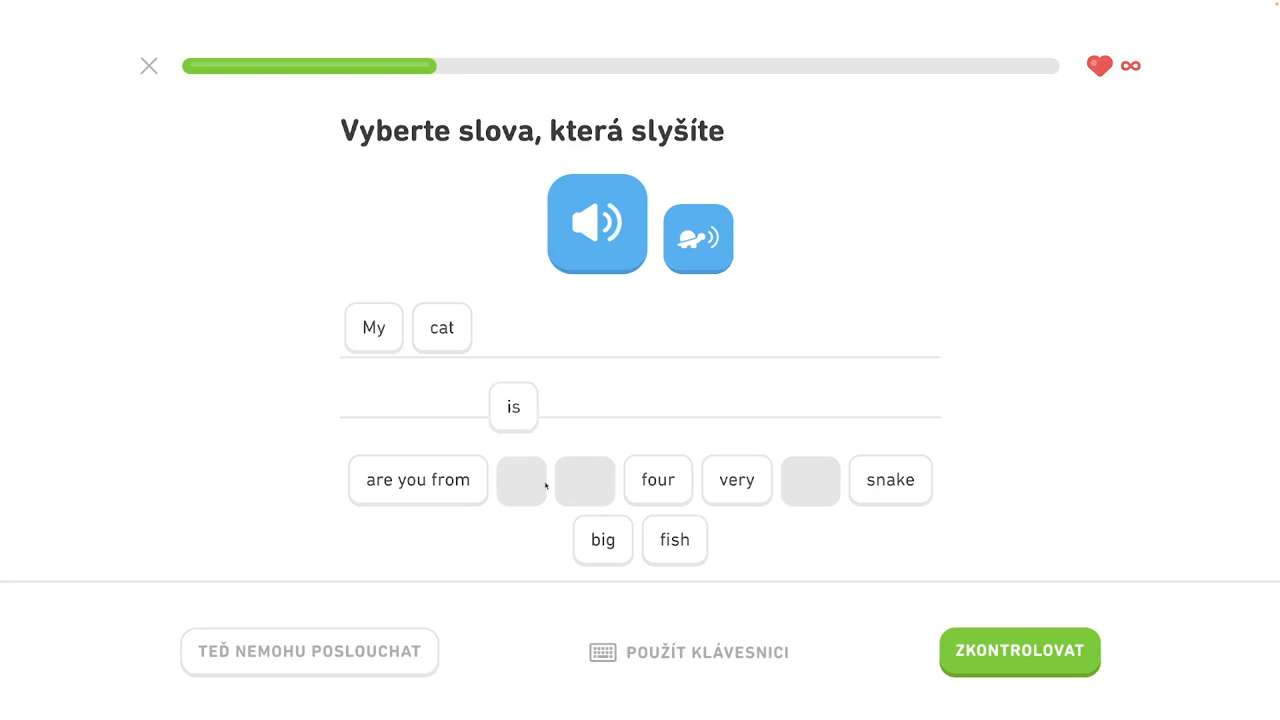 Vyberte slova, která slyšíte
My cat
is
are you from four very snake
big fish
TEĎ NEMOHU POSLOUCHAT POUŽÍT KLÁVESNICI ZKONTROLOVAT